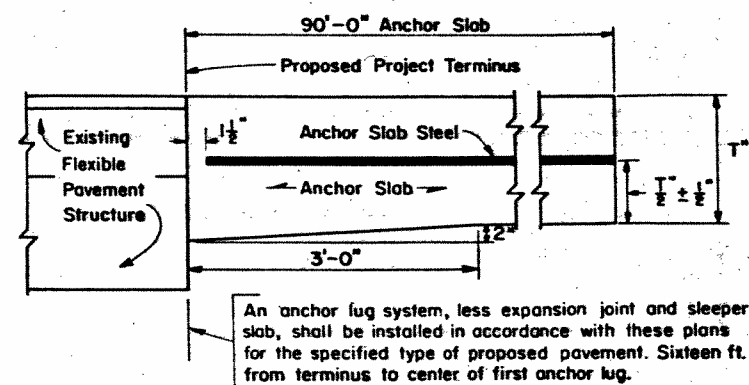 90'-0" Anchor Slab
Proposed Project Terminus
Existing
Flexible
Pavement
Structure
1½"
Anchor Slab Steel
Anchor Slab
T"
T"/2 ± ½"
2"
3'-0"
An anchor lug system, less expansion joint and sleeper
slab, shall be installed in accordance with these plans
for the specified type of proposed pavement. Sixteen ft.
from terminus to center of first anchor lug.